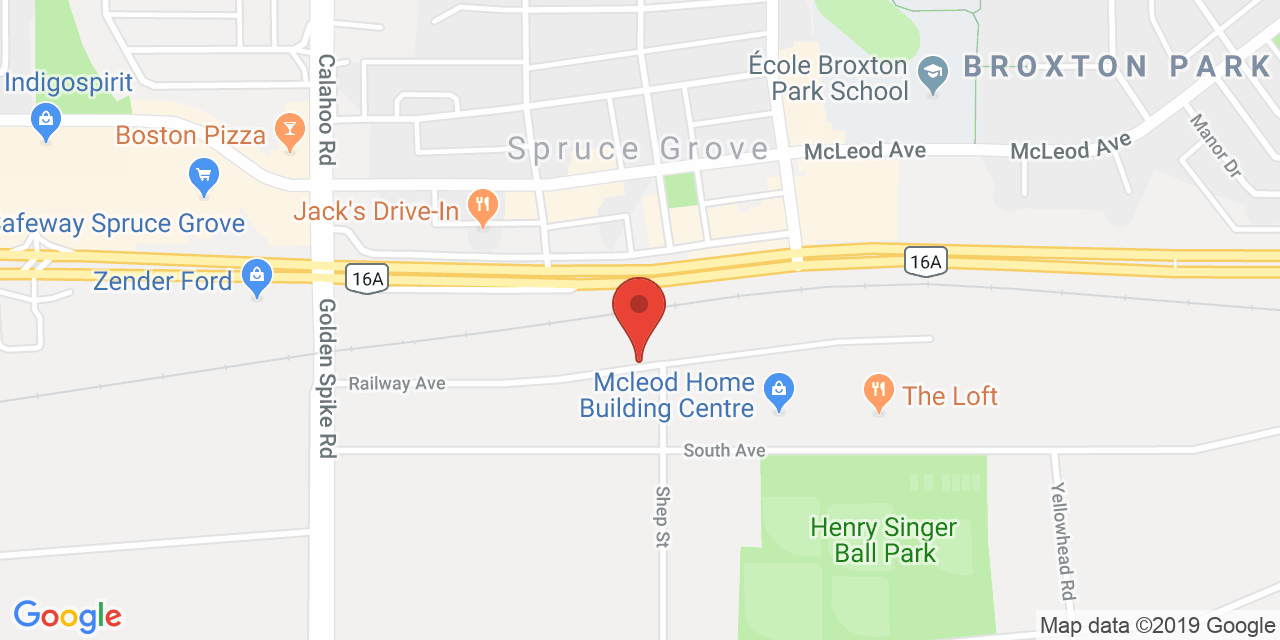 Indigospirit
Boston Pizza
Calahoo Rd
École Broxton
Park School
BROXTON PARK
Spruce Grove
McLeod Ave
McLeod Ave
Manor Dr
Jack's Drive-In
afeway Spruce Grove
Zender Ford
16A
16A
Golden Spike Rd
Railway Ave
Mcleod Home
Building Centre
The Loft
South Ave
Shep St
Yellowhead Rd
Henry Singer
Ball Park
Google
Map data ©2019 Google